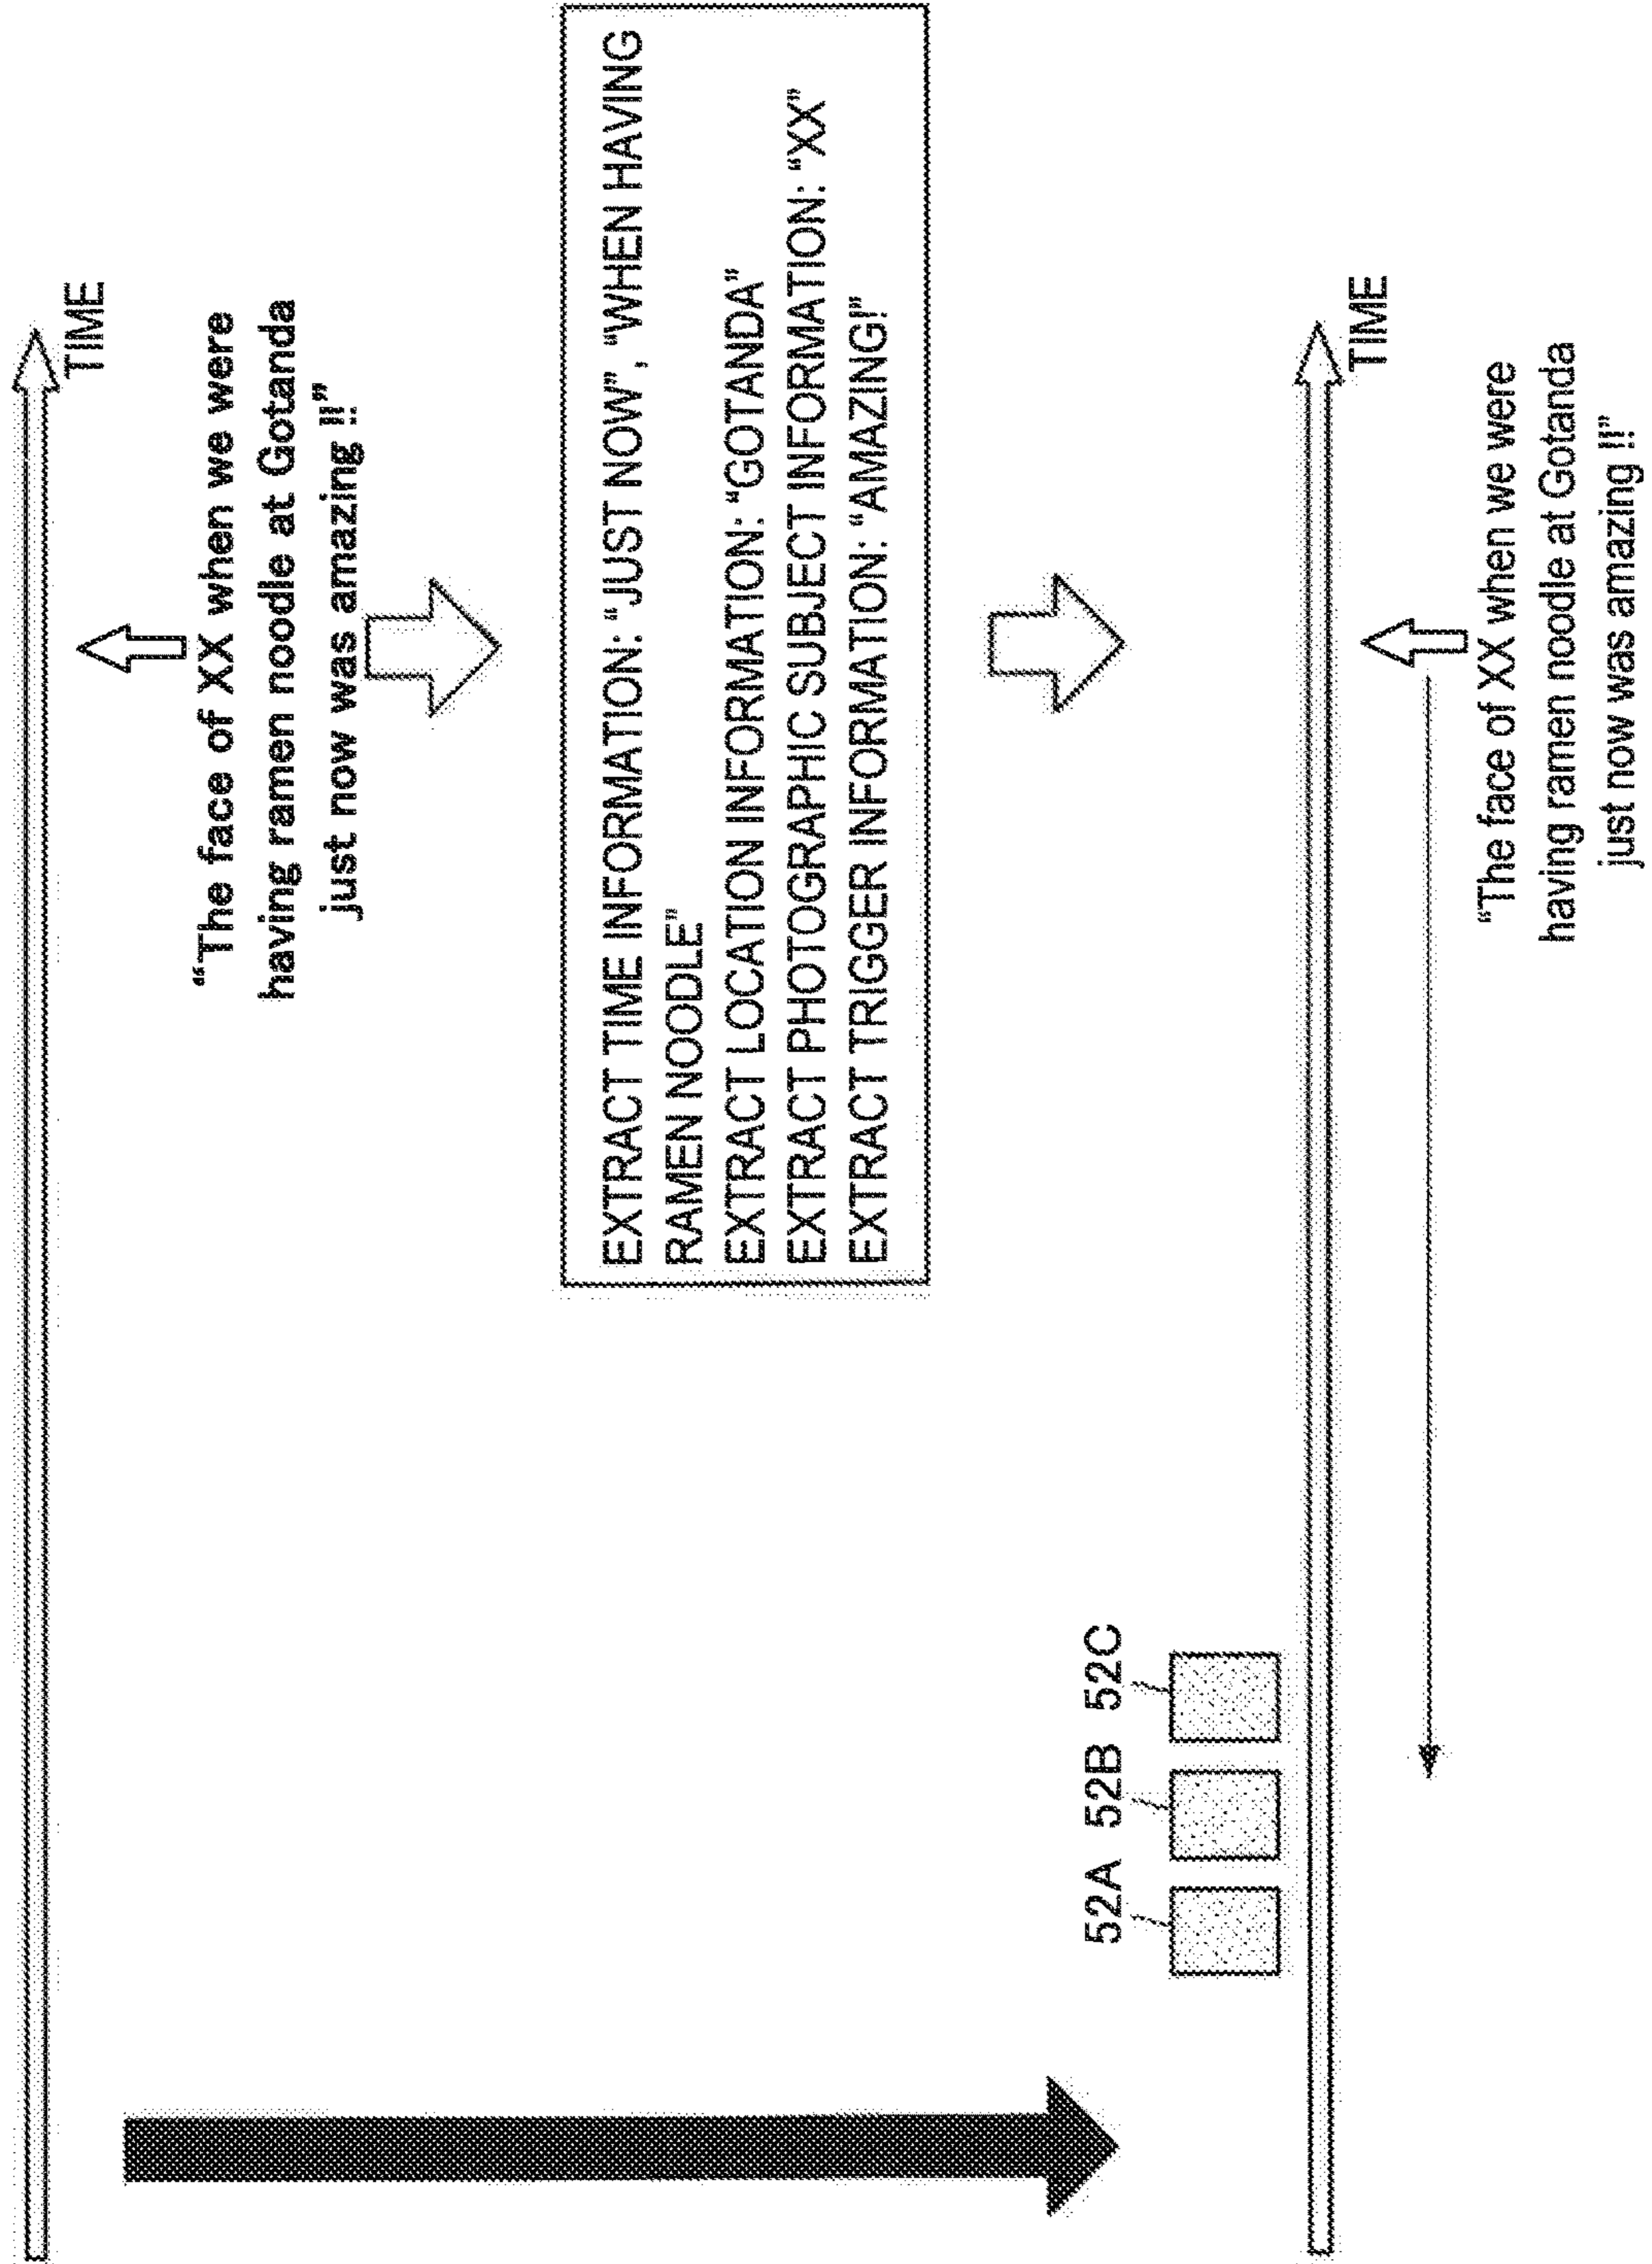 TIME
“The face of XX when we were
having ramen noodle at Gotanda
just now was amazing !!”
EXTRACT TIME INFORMATION: “JUST NOW”, “WHEN HAVING
RAMEN NOODLE”
EXTRACT LOCATION INFORMATION: “GOTANDA”
EXTRACT PHOTOGRAPHIC SUBJECT INFORMATION: “XX”
EXTRACT TRIGGER INFORMATION: “AMAZING!”
52A 52B 52C
TIME
“The face of XX when we were
having ramen noodle at Gotanda
just now was amazing !!”